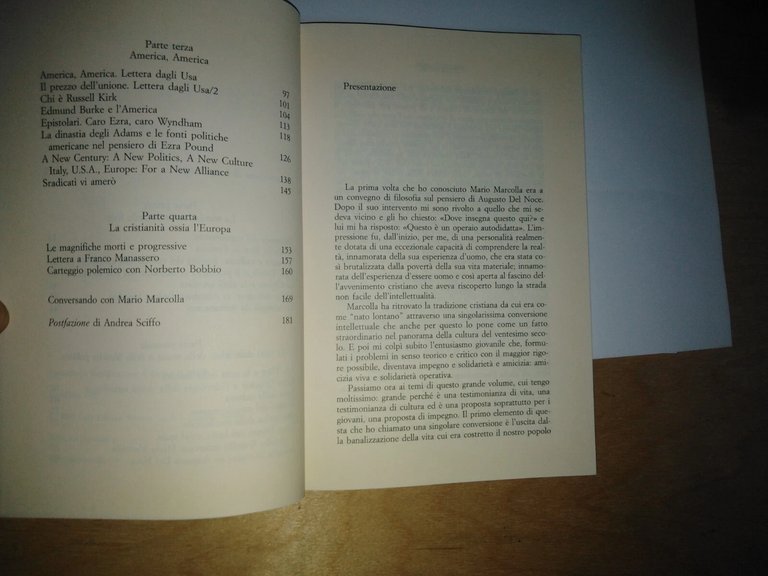 Parte terza
America, America
America, America. Lettera dagli Usa 97
Il prezzo dell'unione. Lettera dagli Usa/2 101
Chi è Russell Kirk 104
Edmund Burke e l'America 113
Epistolari. Caro Ezra, caro Wyndham 118
La dinastia degli Adams e le fonti politiche
americane nel pensiero di Ezra Pound 126
A New Century: A New Politics, A New Culture
Italy, U.S.A., Europe: For a New Alliance 138
Sradicati vi amerò 145
Parte quarta
La cristianità ossia l'Europa
Le magnifiche morti e progressive 153
Lettera a Franco Manassero 157
Carteggio polemico con Norberto Bobbio 160
Conversando con Mario Marcolla 169
Postfazione di Andrea Sciffo 181
Presentazione
La prima volta che ho conosciuto Mario Marcolla era a
un convegno di filosofia sul pensiero di Augusto Del Noce.
Dopo il suo intervento mi sono rivolto a quello che mi se-
deva vicino e gli ho chiesto: «Dove insegna questo qui?» e
lui mi ha risposto: «Questo è un operaio autodidatta». L'im-
pressione fu, dall'inizio, per me, di una personalità realmen-
te dotata di una eccezionale capacità di comprendere la real-
tà, innamorata della sua esperienza d'uomo, che era stata
così brutalizzata dalla povertà della sua vita materiale; innamo-
rata dell'esperienza d'essere uomo e così aperta al fascino del-
l'avvenimento cristiano che aveva riscoperto lungo la strada
non facile dell'intellettualità.
Marcolla ha ritrovato la tradizione cristiana da cui era co-
me "nato lontano" attraverso una singolarissima conversione
intellettuale che anche per questo lo pone come un fatto
straordinario nel panorama della cultura del ventesimo seco-
lo. E poi mi colpì subito l'entusiasmo giovanile che, formu-
lati i problemi in senso teorico e critico con il maggior rigo-
re possibile, diventava impegno e solidarietà e amicizia: ami-
cizia viva e solidarietà operativa.
Passiamo ora ai temi di questo grande volume, cui tengo
moltissimo: grande perché è una testimonianza di vita, una
testimonianza di cultura ed è una proposta soprattutto per i
giovani, una proposta di impegno. Il primo elemento di que-
sta che ho chiamato una singolare conversione è l'uscita dal-
la banalizzazione della vita cui era costretto il nostro popolo